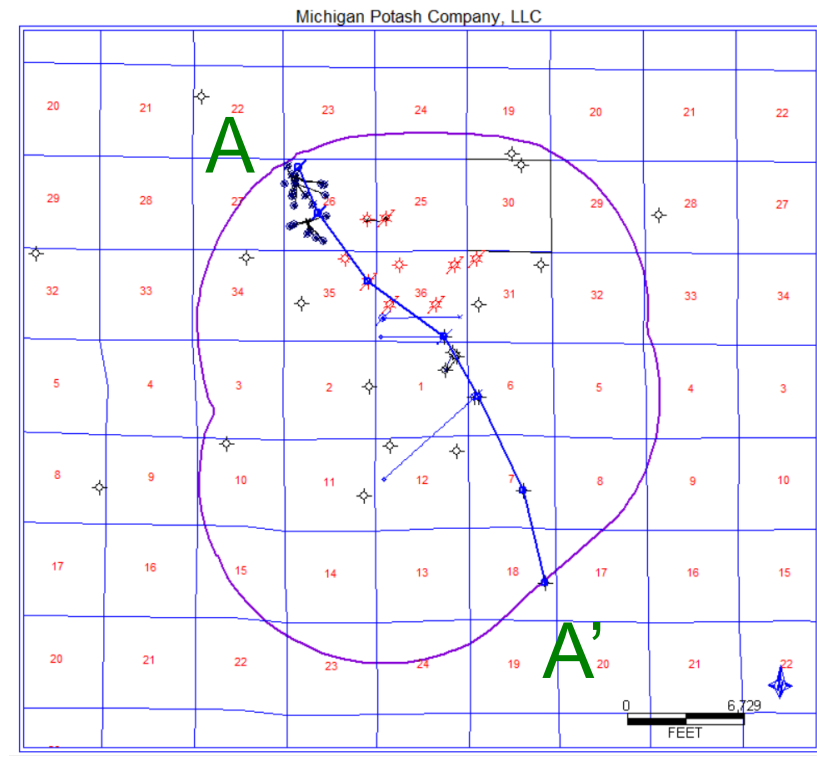 Michigan Potash Company, LLC
20 21 22 23 24 19 20 21 22
A
29 28 27 26 25 30 29 28 27
32 33 34 35 36 31 32 33 34
5 4 3 2 1 6 5 4 3
8 9 10 11 12 7 8 9 10
17 16 15 14 13 18 17 16 15
A’
20 21 22 23 24 19 20 21 22
0 6,729
FEET